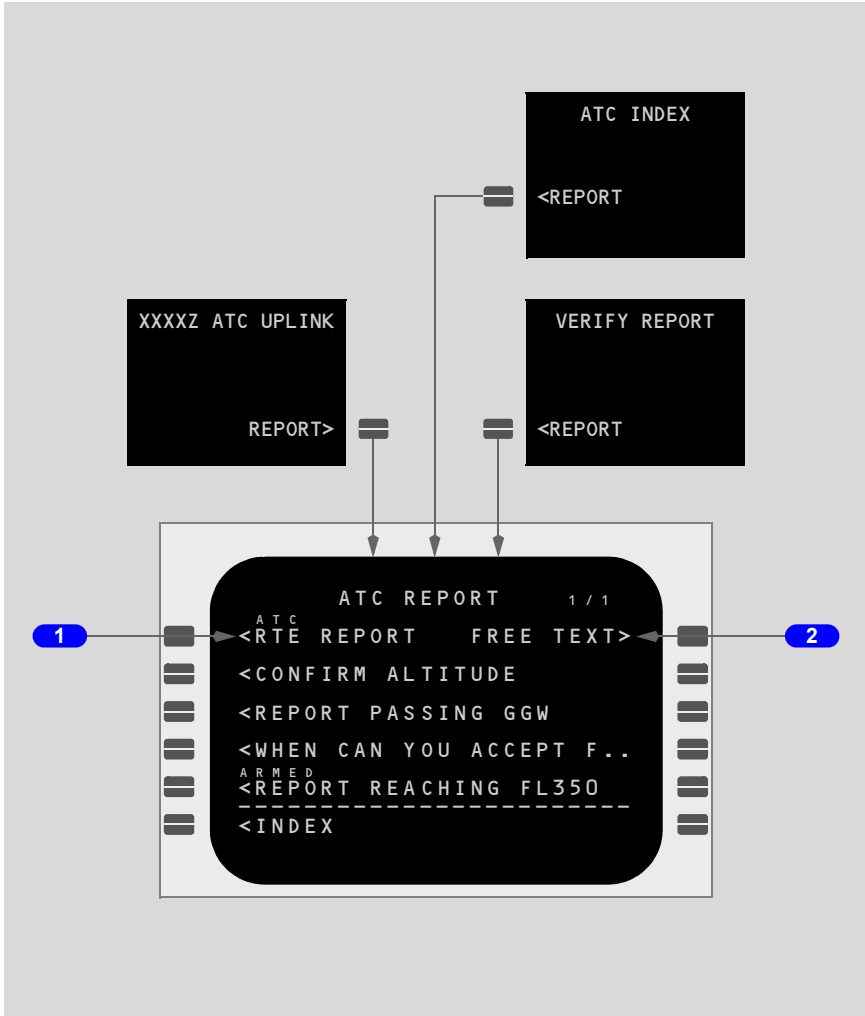 ATC INDEX
<REPORT
XXXXZ ATC UPLINK
REPORT>
VERIFY REPORT
<REPORT
ATC REPORT 1/1
ATC
1 <RTE REPORT FREE TEXT> 2
<CONFIRM ALTITUDE
<REPORT PASSING GGW
<WHEN CAN YOU ACCEPT F..
ARMED
<REPORT REACHING FL350
------------------------
<INDEX